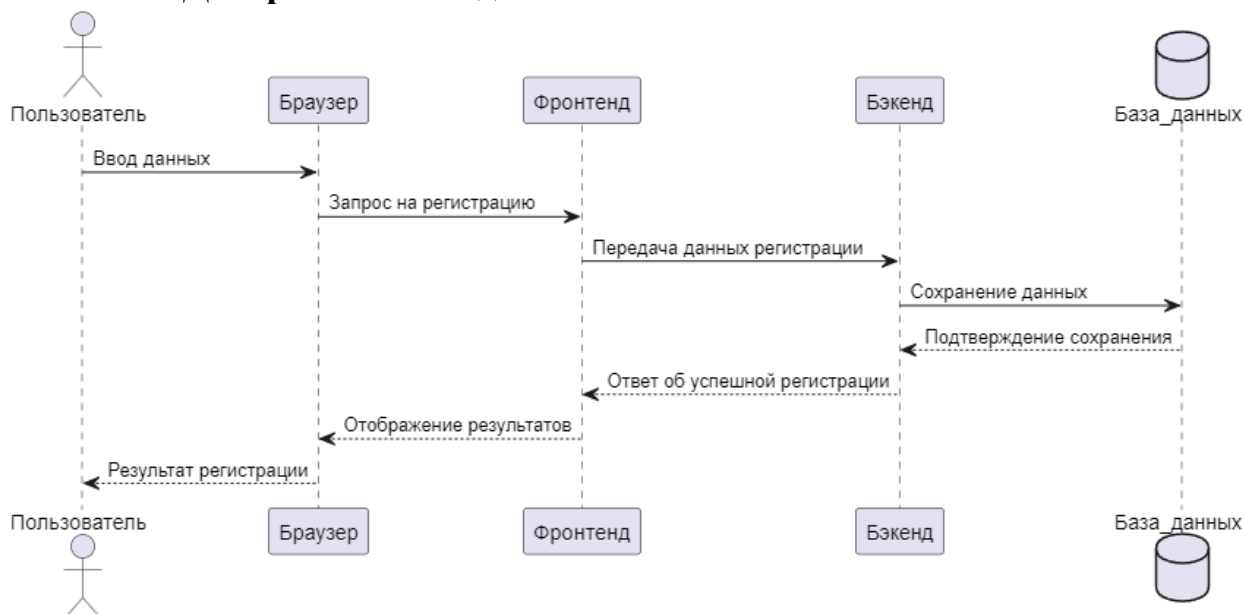 Пользователь
Браузер
Фронтенд
Бэкенд
База_данных
Ввод данных
Запрос на регистрацию
Передача данных регистрации
Сохранение данных
Подтверждение сохранения
Ответ об успешной регистрации
Отображение результатов
Результат регистрации
Пользователь
Браузер
Фронтенд
Бэкенд
База_данных